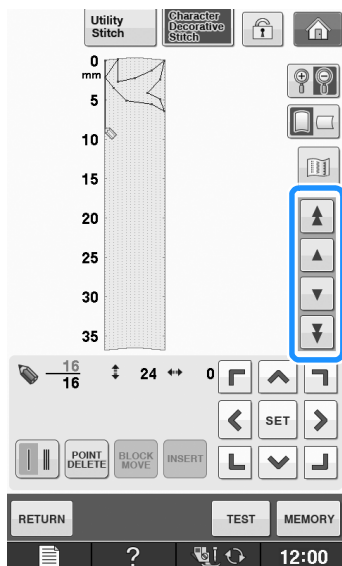 Utility
Stitch
Character
Decorative
Stitch
0
mm
5
10
15
20
25
30
35
16
16
24
0
SET
POINT
DELETE
BLOCK
MOVE
INSERT
RETURN
TEST
MEMORY
?
12:00